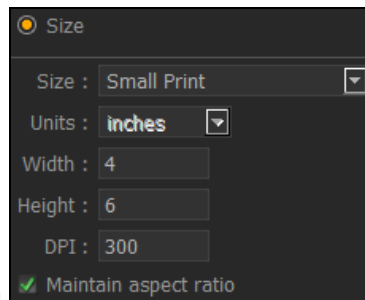 Size
Size : Small Print
Units : inches
Width : 4
Height : 6
DPI : 300
Maintain aspect ratio